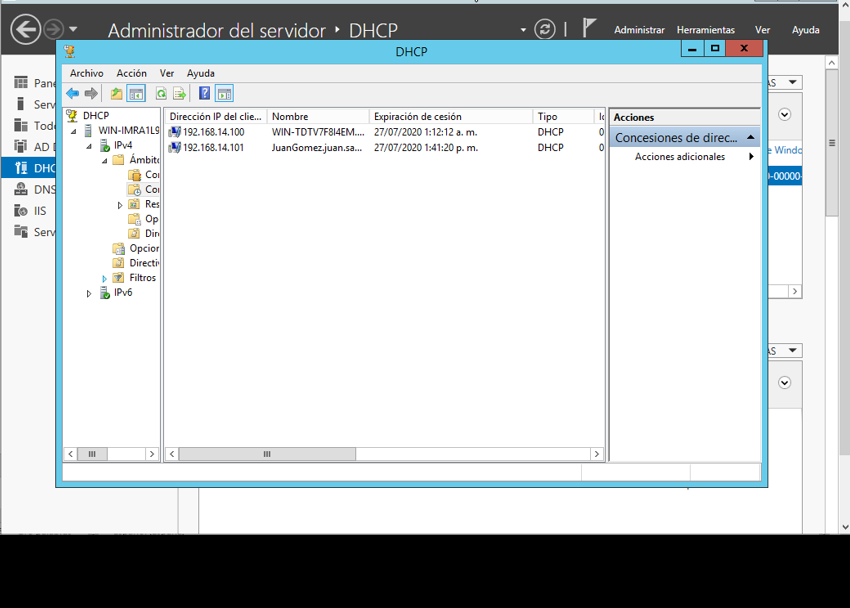 Administrador del servidor DHCP
Administrar Herramientas Ver Ayuda
DHCP
Archivo Acción Ver Ayuda
Pane
Serv
Todo
AD D
DHC
DNS
IIS
Serv
DHCP
WIN-IMRA1L9
IPv4
Ámbito
Co
Co
Res
Op
Dire
Opcion
Directiv
Filtros
IPv6
Dirección IP del clie... Nombre Expiración de cesión Tipo
192.168.14.100 WIN-TDTV7F8I4EM.... 27/07/2020 1:12:12 a. m. DHCP 0
192.168.14.101 JuanGomez.juan.sa... 27/07/2020 1:41:20 p. m. DHCP 0
Acciones
Concesiones de direc...
Acciones adicionales
AS
e Windo
0-00000-
AS